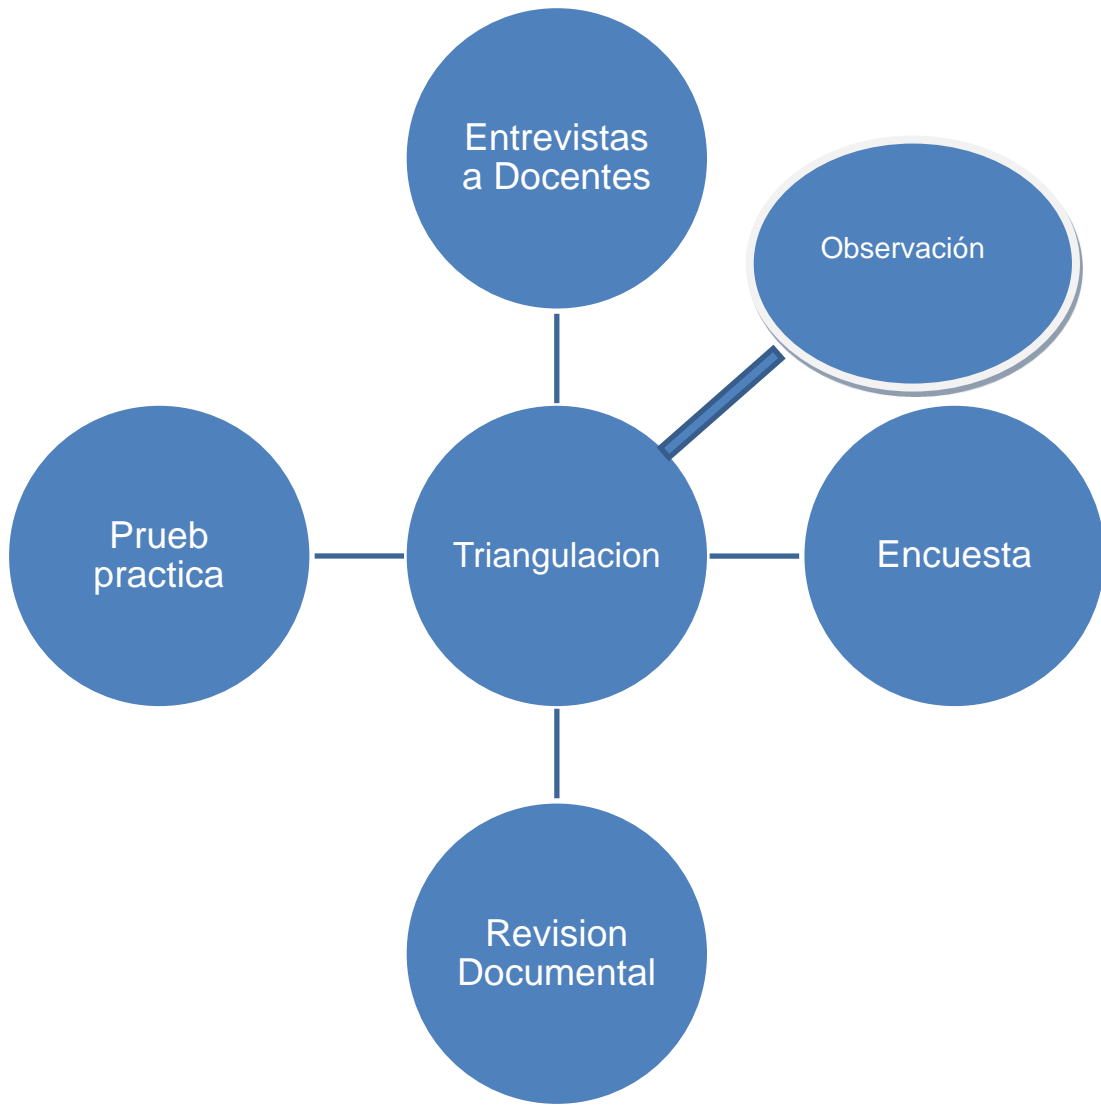 Entrevistas
a Docentes
Observación
Prueb
practica
Triangulacion
Encuesta
Revision
Documental